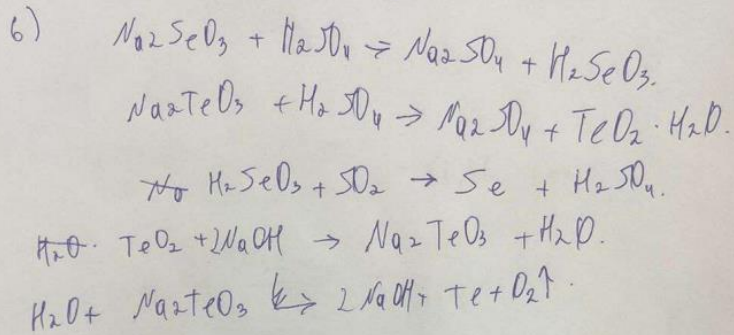 6) Na2SeO3 + H2SO4 = Na2SO4 + H2SeO3.
Na2TeO3 + H2SO4 → Na2SO4 + TeO2 · H2O.
H2SeO3 + SO2 → Se + H2SO4.
TeO2 + 2NaOH → Na2TeO3 + H2O.
H2O + Na2TeO3 → 2NaOH + Te + O2↑.